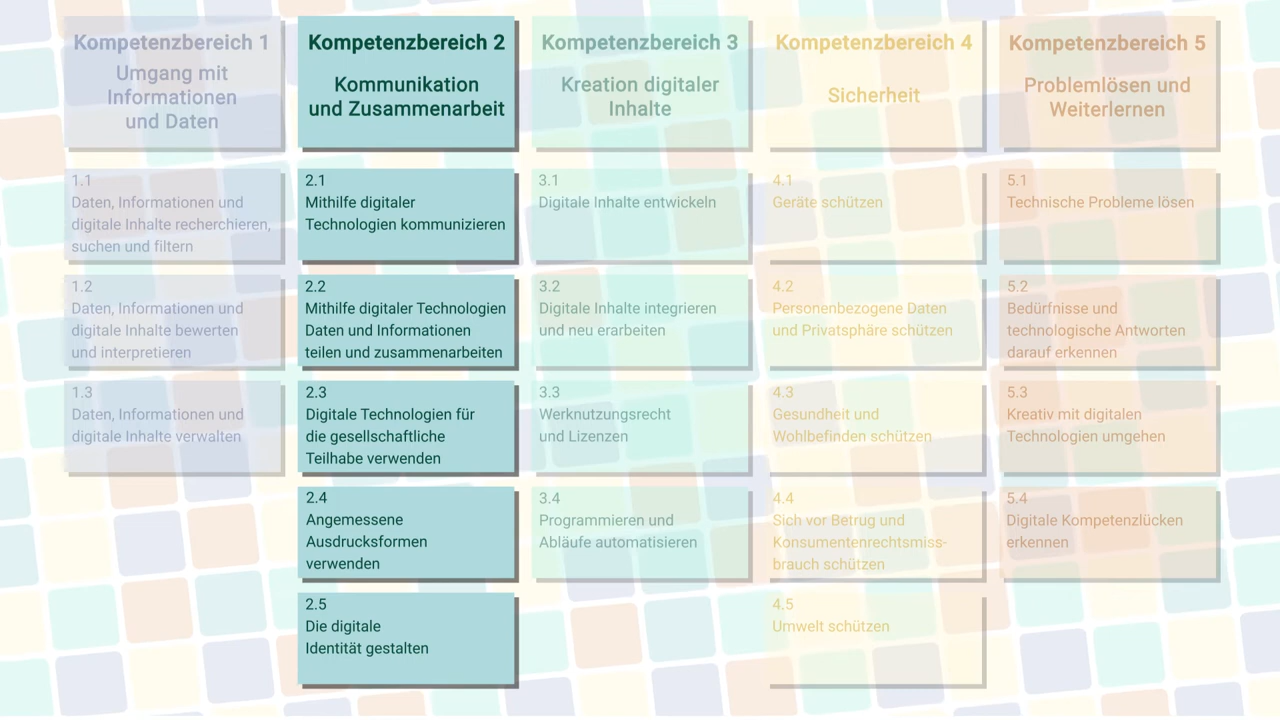 Kompetenzbereich 1
Umgang mit
Informationen
und Daten
1.1
Daten, Informationen und
digitale Inhalte recherchieren,
suchen und filtern
1.2
Daten, Informationen und
digitale Inhalte bewerten
und interpretieren
1.3
Daten, Informationen und
digitale Inhalte verwalten
Kompetenzbereich 2
Kommunikation
und Zusammenarbeit
2.1
Mithilfe digitaler
Technologien kommunizieren
2.2
Mithilfe digitaler Technologien
Daten und Informationen
teilen und zusammenarbeiten
2.3
Digitale Technologien für
die gesellschaftliche
Teilhabe verwenden
2.4
Angemessene
Ausdrucksformen
verwenden
2.5
Die digitale
Identität gestalten
Kompetenzbereich 3
Kreation digitaler
Inhalte
3.1
Digitale Inhalte entwickeln
3.2
Digitale Inhalte integrieren
und neu erarbeiten
3.3
Werknutzungsrecht
und Lizenzen
3.4
Programmieren und
Abläufe automatisieren
Kompetenzbereich 4
Sicherheit
4.1
Geräte schützen
4.2
Personenbezogene Daten
und Privatsphäre schützen
4.3
Gesundheit und
Wohlbefinden schützen
4.4
Sich vor Betrug und
Konsumentenrechtsmiss-
brauch schützen
4.5
Umwelt schützen
Kompetenzbereich 5
Problemlösen und
Weiterlernen
5.1
Technische Probleme lösen
5.2
Bedürfnisse und
technologische Antworten
darauf erkennen
5.3
Kreativ mit digitalen
Technologien umgehen
5.4
Digitale Kompetenzlücken
erkennen